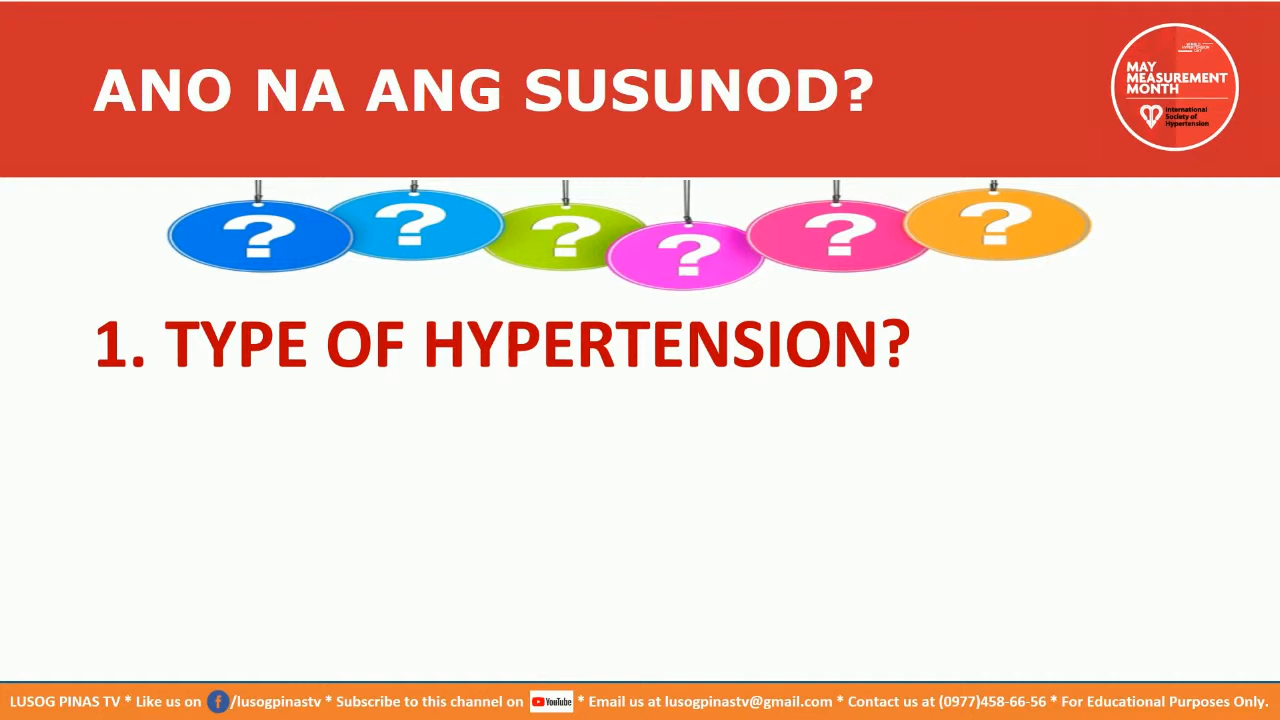 ANO NA ANG SUSUNOD?
MAY
MEASUREMENT
MONTH
International
Society of
Hypertension
? ? ? ? ? ?
1. TYPE OF HYPERTENSION?
LUSOG PINAS TV * Like us on f/lusogpinastv * Subscribe to this channel on YouTube * Email us at lusogpinastv@gmail.com * Contact us at (0977)458-66-56 * For Educational Purposes Only.